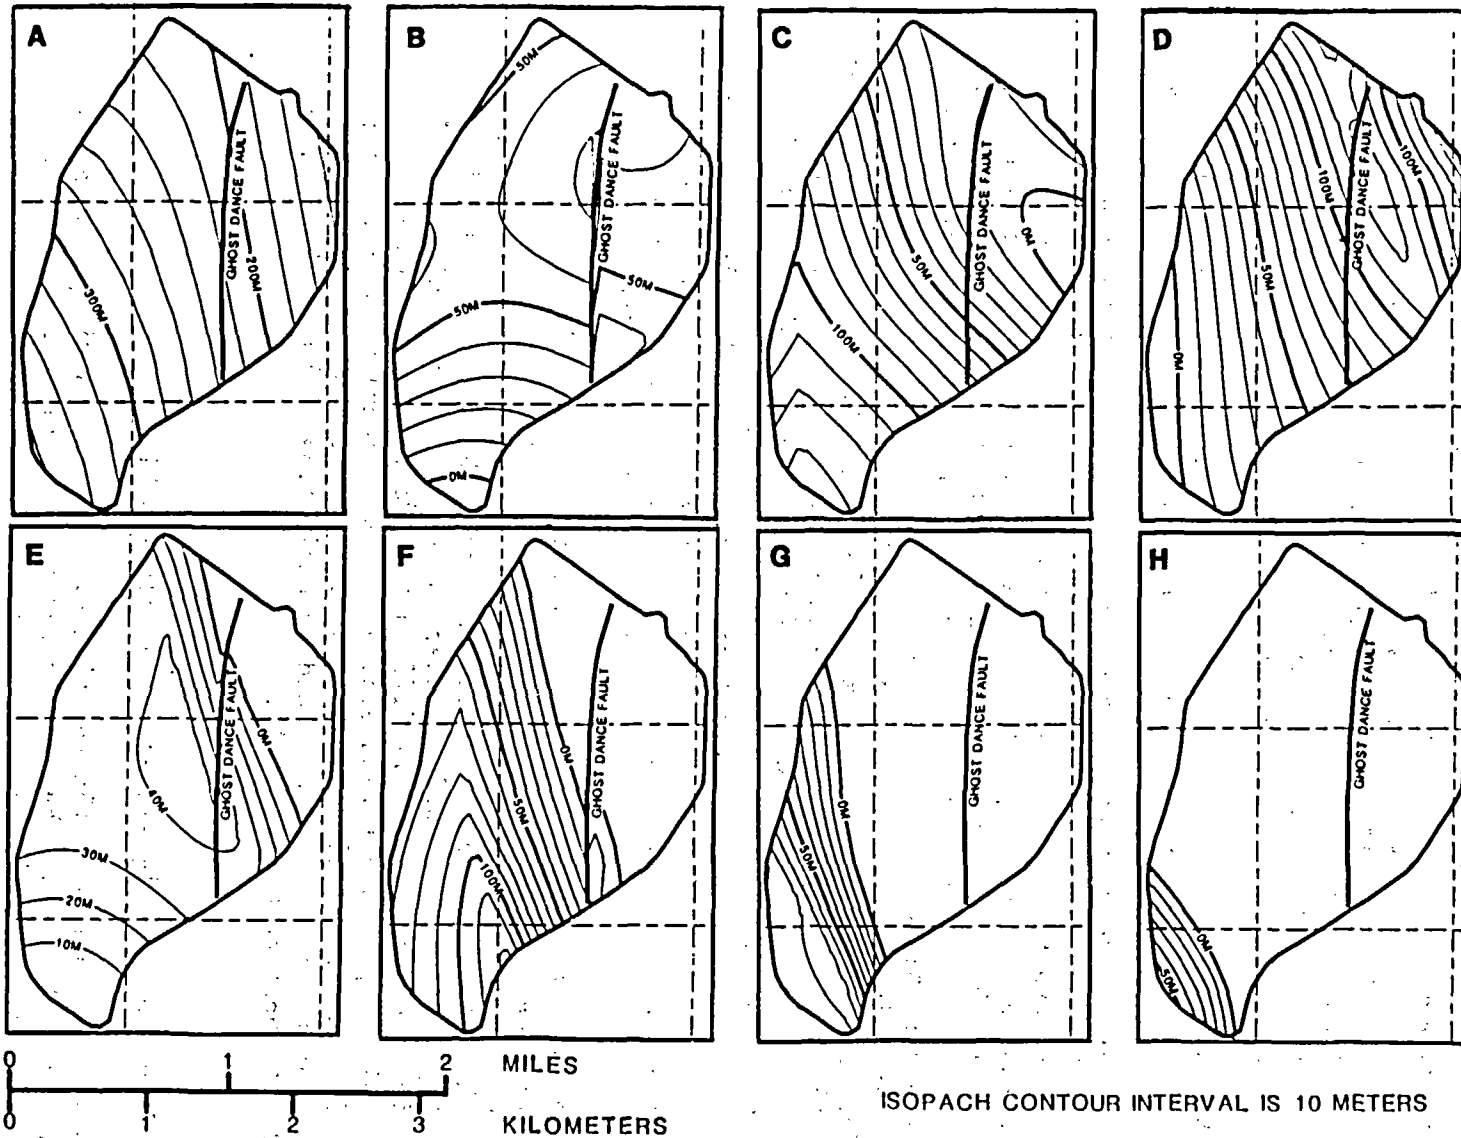 A
300M
GHOST DANCE FAULT
200M
B
50M
GHOST DANCE FAULT
50M
50M
0M
C
GHOST DANCE FAULT
50M
0M
100M
D
100M
100M
GHOST DANCE FAULT
50M
0M
E
0M
GHOST DANCE FAULT
40M
30M
20M
10M
F
0M
GHOST DANCE FAULT
50M
100M
G
GHOST DANCE FAULT
0M
50M
H
GHOST DANCE FAULT
0M
50M
0 1 2 MILES
0 1 2 3 KILOMETERS
ISOPACH CONTOUR INTERVAL IS 10 METERS